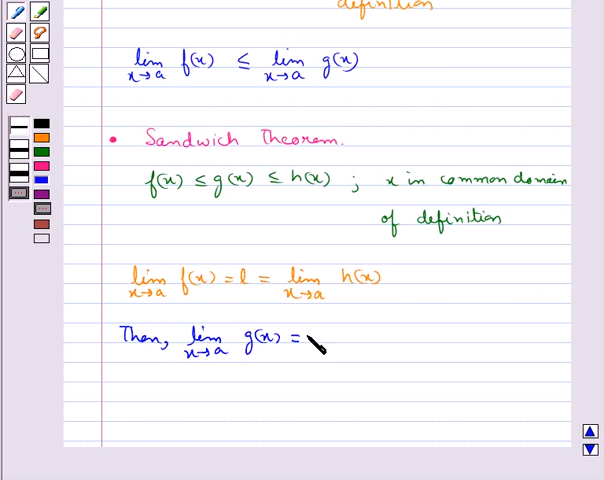 definition
lim x→a f(x) ≤ lim x→a g(x)
• Sandwich Theorem.
f(x) ≤ g(x) ≤ h(x) ; x in common domain
of definition
lim x→a f(x) = l = lim x→a h(x)
Then, lim x→a g(x) =